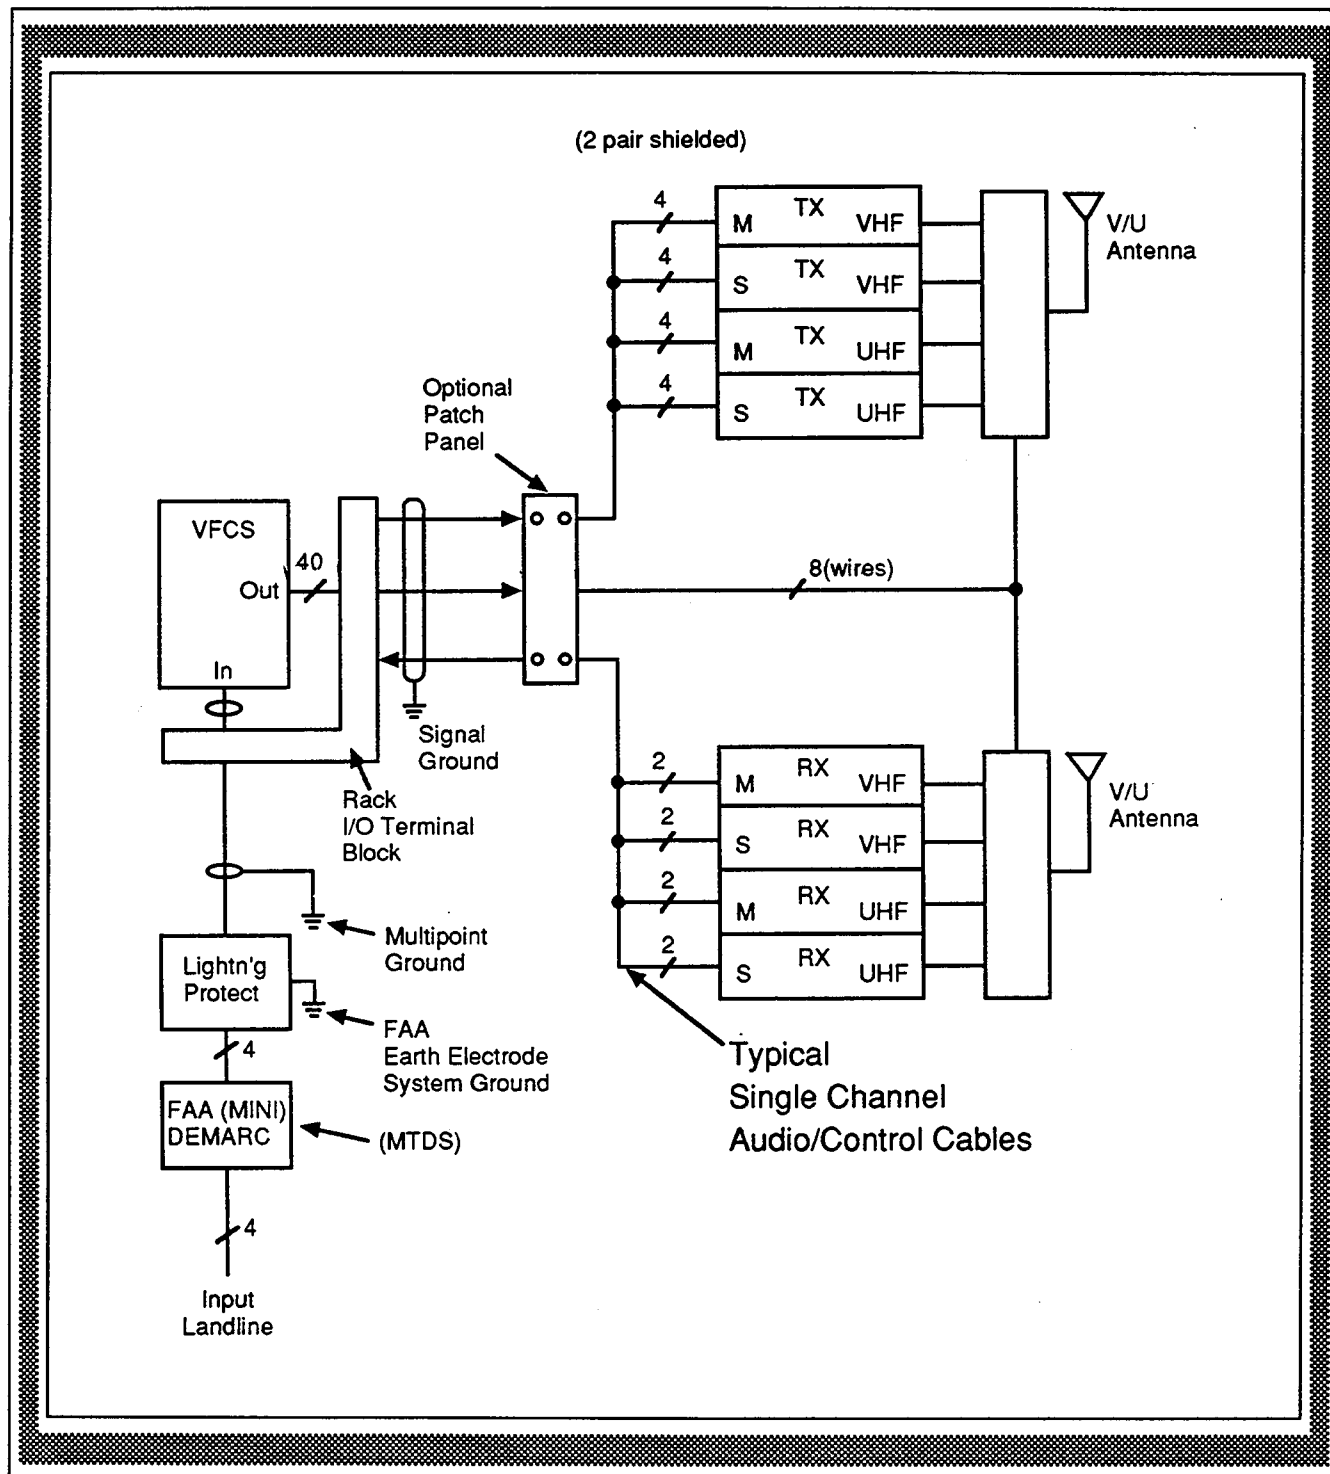 (2 pair shielded)
4
M TX VHF
4
S TX VHF
4
M TX UHF
4
S TX UHF
V/U
Antenna
Optional
Patch
Panel
VFCS
40
Out
In
8(wires)
Signal
Ground
Rack
I/O Terminal
Block
2
M RX VHF
2
S RX VHF
2
M RX UHF
2
S RX UHF
V/U
Antenna
Multipoint
Ground
Lightn'g
Protect
FAA
Earth Electrode
System Ground
4
FAA (MINI)
DEMARC
(MTDS)
Typical
Single Channel
Audio/Control Cables
4
Input
Landline